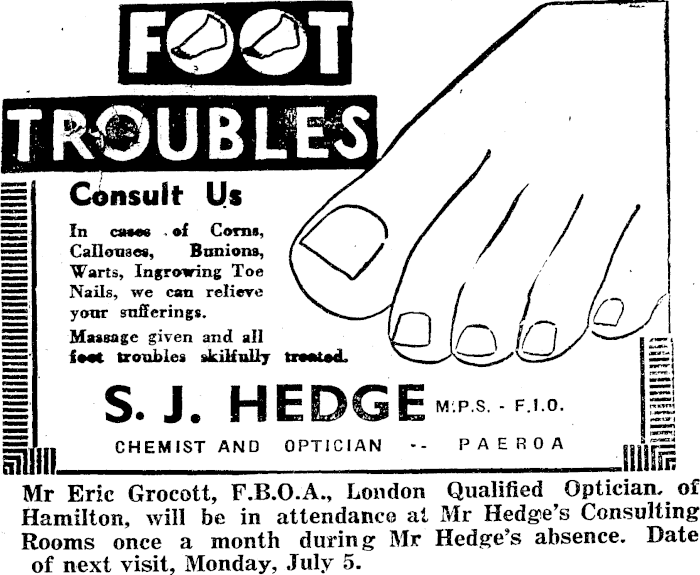 FOOT
TROUBLES
Consult Us
In cases of Corns,
Callouses, Bunions,
Warts, Ingrowing Toe
Nails, we can relieve
your sufferings.
Massage given and all
foot troubles skilfully treated.
S. J. HEDGE M.P.S. - F.I.O.
CHEMIST AND OPTICIAN -- PAEROA
Mr Eric Grocott, F.B.O.A., London Qualified Optician. of
Hamilton, will be in attendance at Mr Hedge's Consulting
Rooms once a month during Mr Hedge's absence. Date
of next visit, Monday, July 5.